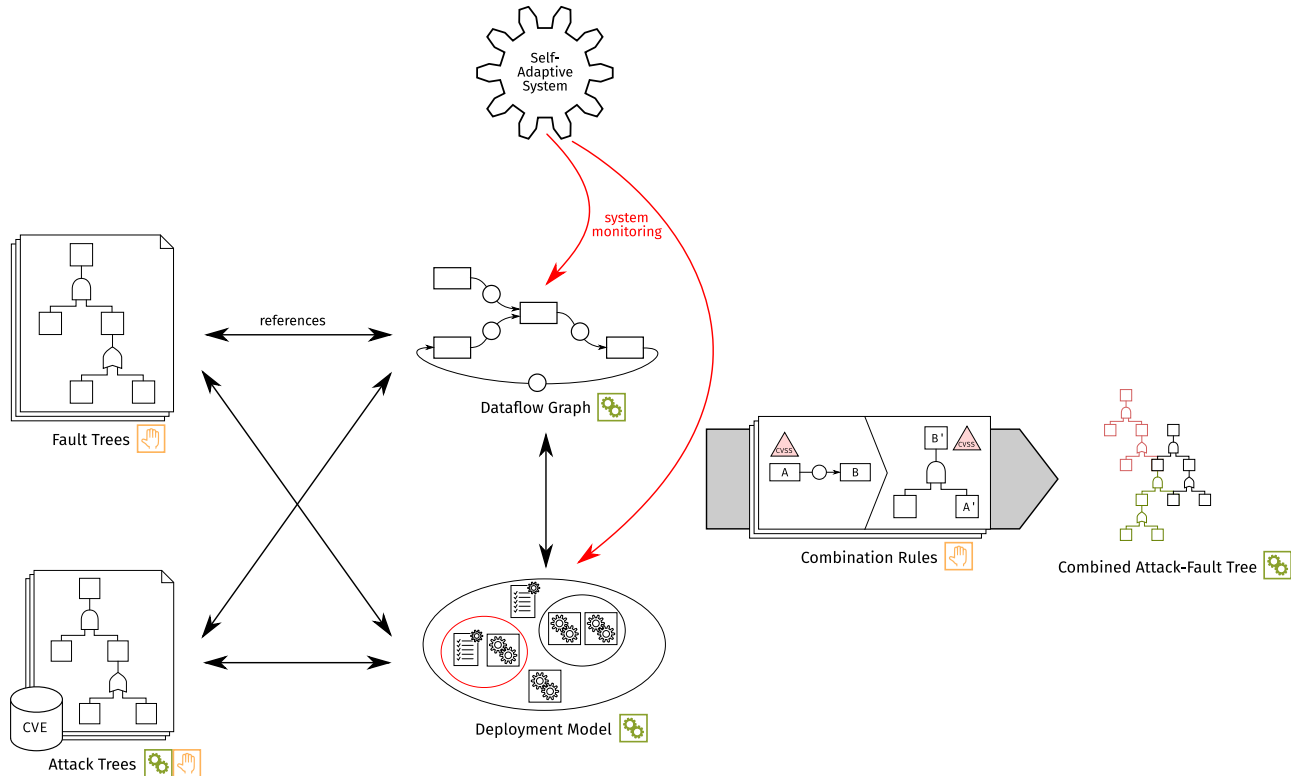 Self-
Adaptive
System
system
monitoring
references
Fault Trees
Dataflow Graph
CVSS
A
B
B'
CVSS
A'
Combination Rules
Combined Attack-Fault Tree
CVE
Attack Trees
Deployment Model